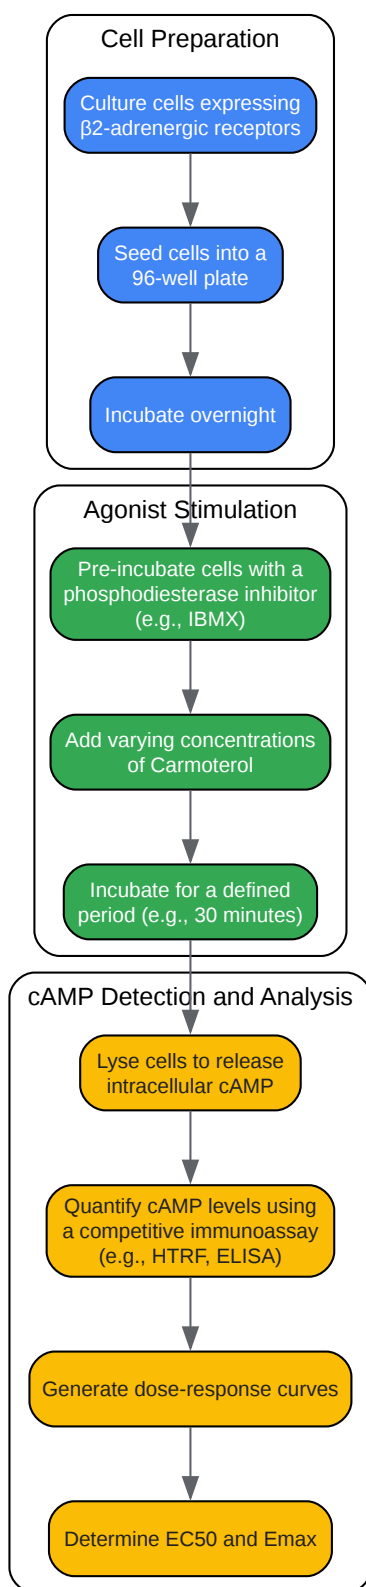 Cell Preparation
Culture cells expressing
β2-adrenergic receptors
Seed cells into a
96-well plate
Incubate overnight
Agonist Stimulation
Pre-incubate cells with a
phosphodiesterase inhibitor
(e.g., IBMX)
Add varying concentrations
of Carmoterol
Incubate for a defined
period (e.g., 30 minutes)
cAMP Detection and Analysis
Lyse cells to release
intracellular cAMP
Quantify cAMP levels using
a competitive immunoassay
(e.g., HTRF, ELISA)
Generate dose-response curves
Determine EC50 and Emax